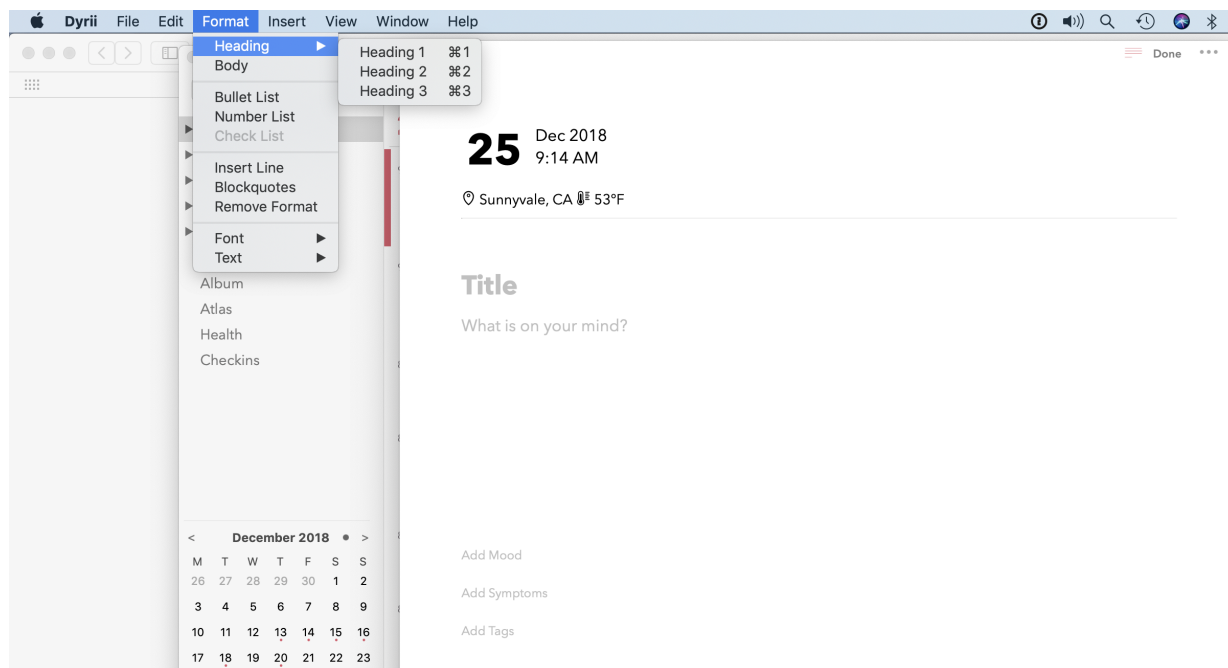 Dyrii File Edit Format Insert View Window Help
Heading
Body
Bullet List
Number List
Check List
Insert Line
Blockquotes
Remove Format
Font
Text
Heading 1 ⌘1
Heading 2 ⌘2
Heading 3 ⌘3
Album
Atlas
Health
Checkins
< December 2018 • >
M T W T F S S
26 27 28 29 30 1 2
3 4 5 6 7 8 9
10 11 12 13 14 15 16
17 18 19 20 21 22 23
Done •••
25
Dec 2018
9:14 AM
Sunnyvale, CA 53°F
Title
What is on your mind?
Add Mood
Add Symptoms
Add Tags